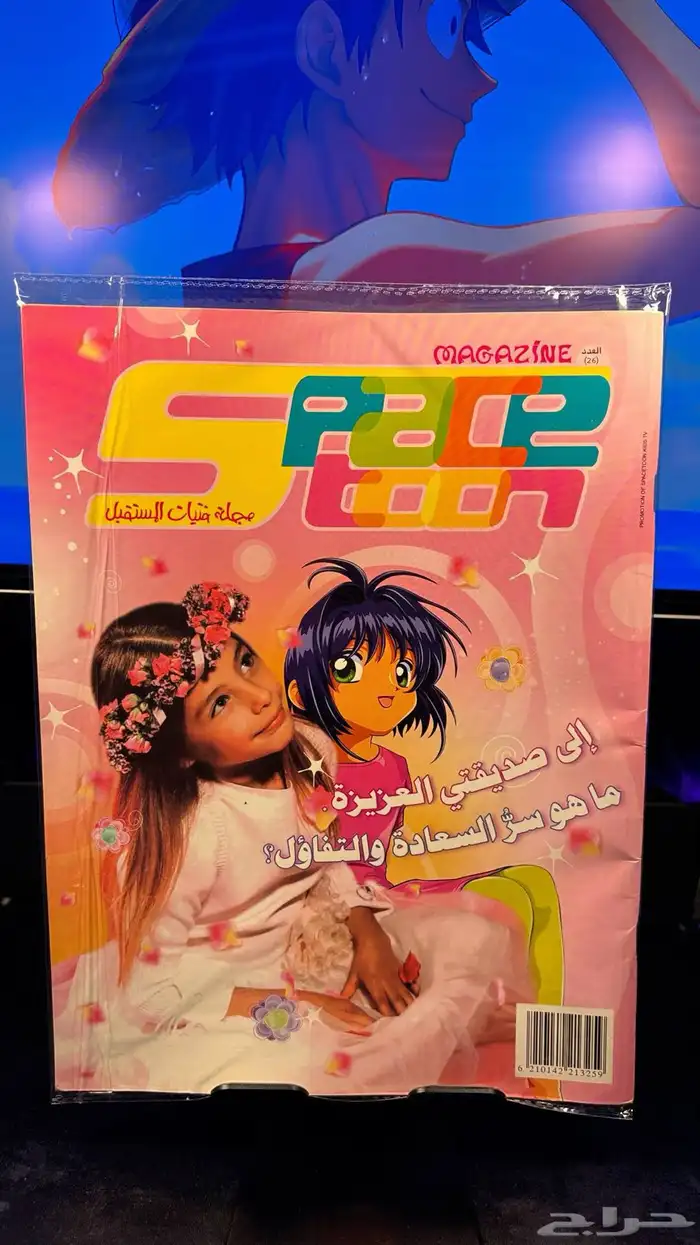 MAGAZINE
العدد
(26)
SPACE
toon
مجلة فتيات المستقبل
PROMOTION OF SPACETOON KIDS TV
إلى صديقتي العزيزة.
ما هو سرُّ السعادة والتفاؤل؟
6 210142 213259
حراج